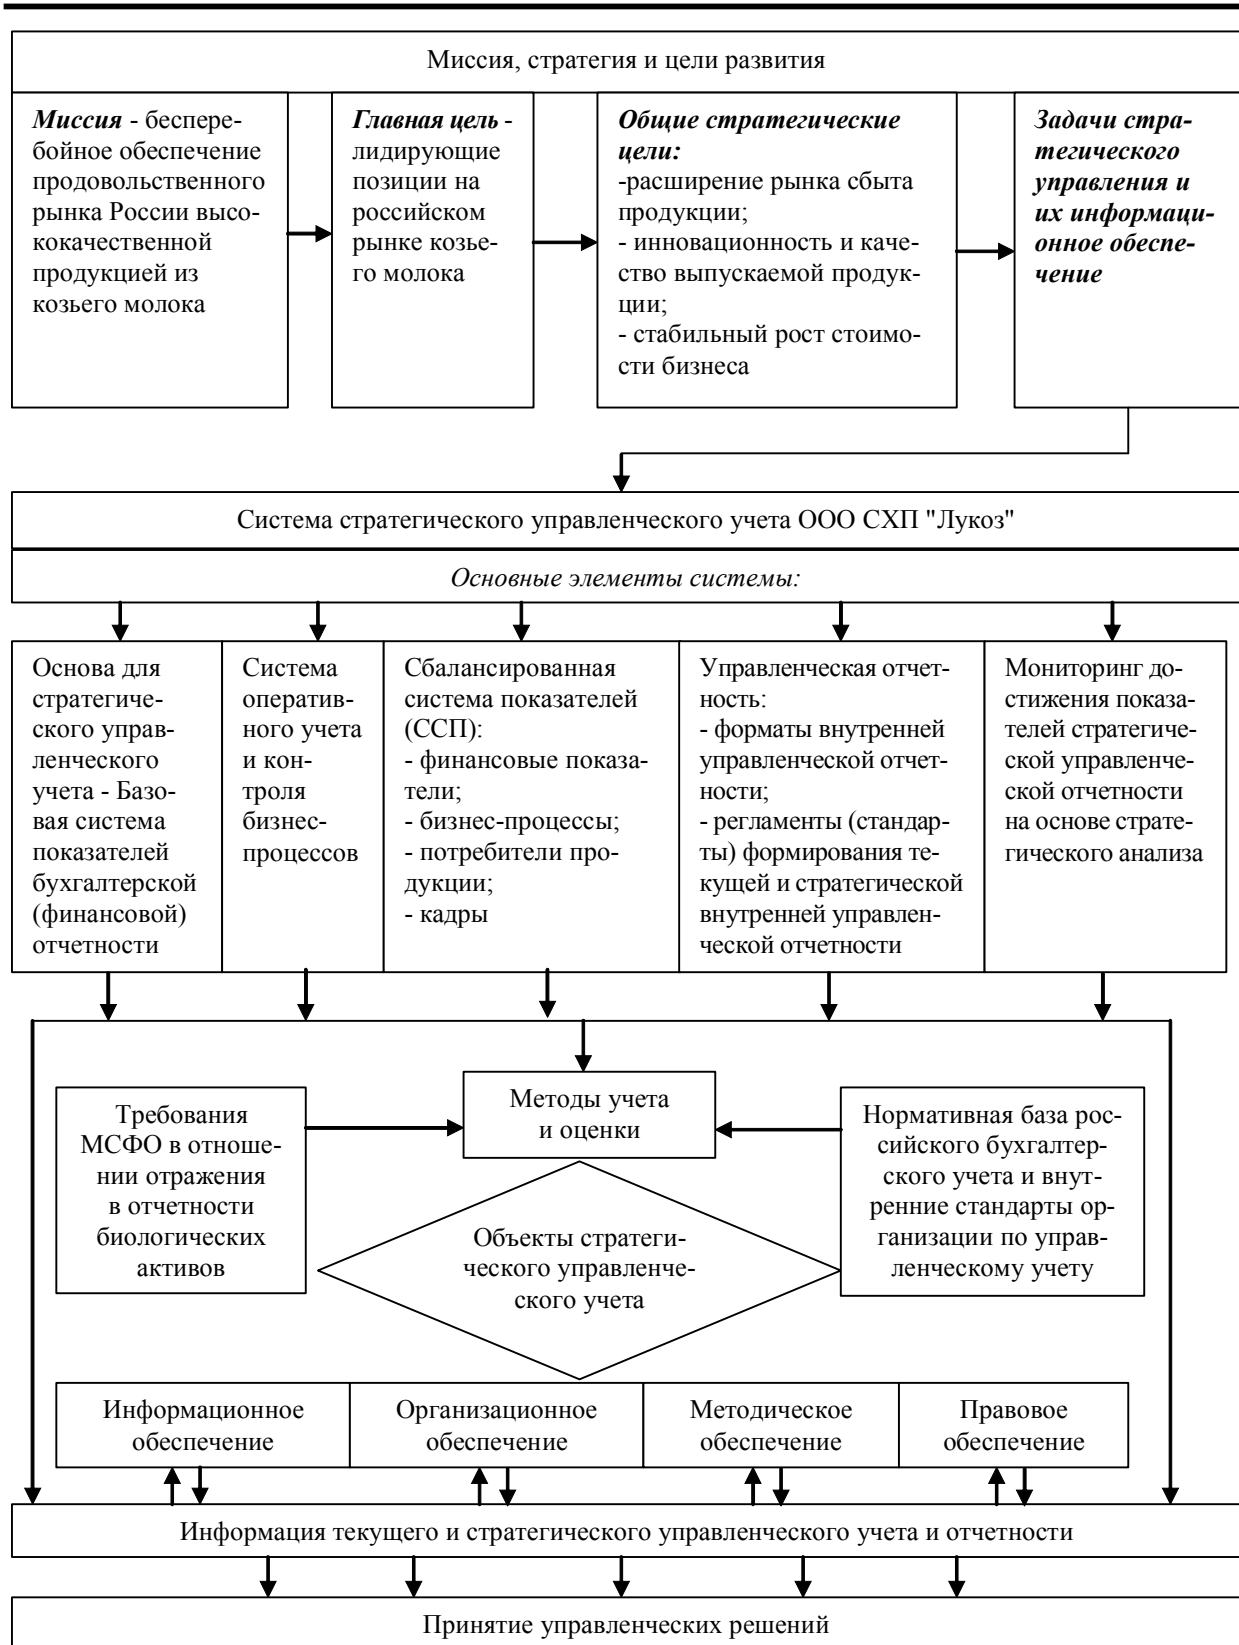 Миссия, стратегия и цели развития
Миссия - беспере-
бойное обеспечение
продовольственного
рынка России высо-
кокачественной
продукцией из
козьего молока
Главная цель -
лидирующие
позиции на
российском
рынке козье-
го молока
Общие стратегические
цели:
-расширение рынка сбыта
продукции;
- инновационность и каче-
ство выпускаемой продук-
ции;
- стабильный рост стоимо-
сти бизнеса
Задачи стра-
тегического
управления и
их информаци-
онное обеспе-
чение
Система стратегического управленческого учета ООО СХП "Лукоз"
Основные элементы системы:
Основа для
стратегиче-
ского управ-
ленческого
учета - Базо-
вая система
показателей
бухгалтерской
(финансовой)
отчетности
Система
оператив-
ного учета
и кон-
троля
бизнес-
процессов
Сбалансированная
система показателей
(ССП):
- финансовые показа-
тели;
- бизнес-процессы;
- потребители про-
дукции;
- кадры
Управленческая отчет-
ность:
- форматы внутренней
управленческой отчет-
ности;
- регламенты (стандар-
ты) формирования те-
кущей и стратегической
внутренней управлен-
ческой отчетности
Мониторинг до-
стижения показа-
телей стратегиче-
ской управленче-
ской отчетности
на основе страте-
гического анализа
Методы учета
и оценки
Требования
МСФО в отноше-
нии отражения
в отчетности
биологических
активов
Нормативная база рос-
сийского бухгалтер-
ского учета и внут-
ренние стандарты ор-
ганизации по управ-
ленческому учету
Объекты стратеги-
ческого управленче-
ского учета
Информационное
обеспечение
Организационное
обеспечение
Методическое
обеспечение
Правовое
обеспечение
Информация текущего и стратегического управленческого учета и отчетности
Принятие управленческих решений